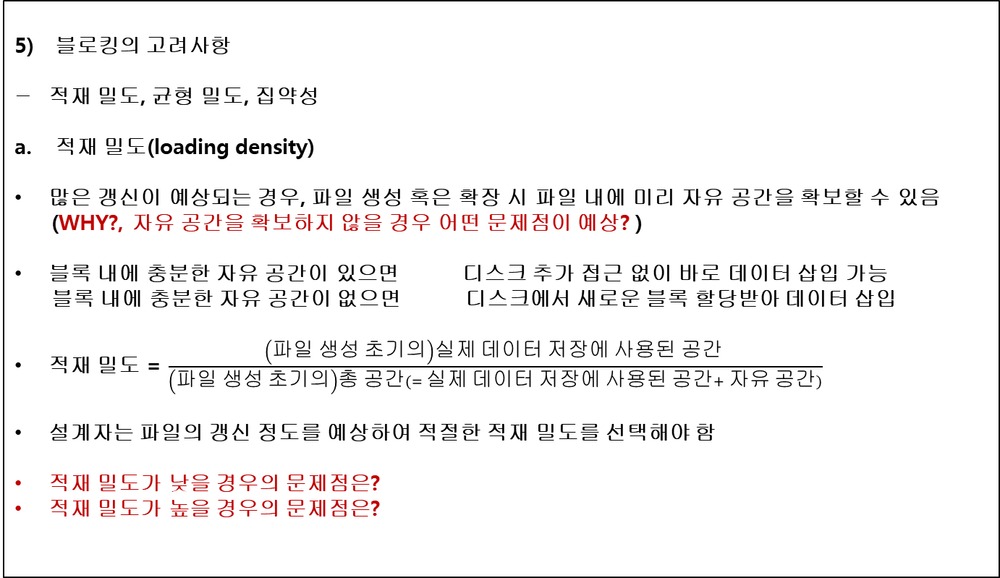 5) 블로킹의 고려사항
– 적재 밀도, 균형 밀도, 집약성
a. 적재 밀도(loading density)
• 많은 갱신이 예상되는 경우, 파일 생성 혹은 확장 시 파일 내에 미리 자유 공간을 확보할 수 있음
(WHY?, 자유 공간을 확보하지 않을 경우 어떤 문제점이 예상? )
• 블록 내에 충분한 자유 공간이 있으면 디스크 추가 접근 없이 바로 데이터 삽입 가능
블록 내에 충분한 자유 공간이 없으면 디스크에서 새로운 블록 할당받아 데이터 삽입
(파일 생성 초기의)실제 데이터 저장에 사용된 공간
• 적재 밀도 =
(파일 생성 초기의)총 공간(= 실제 데이터 저장에 사용된 공간+ 자유 공간)
• 설계자는 파일의 갱신 정도를 예상하여 적절한 적재 밀도를 선택해야 함
• 적재 밀도가 낮을 경우의 문제점은?
• 적재 밀도가 높을 경우의 문제점은?